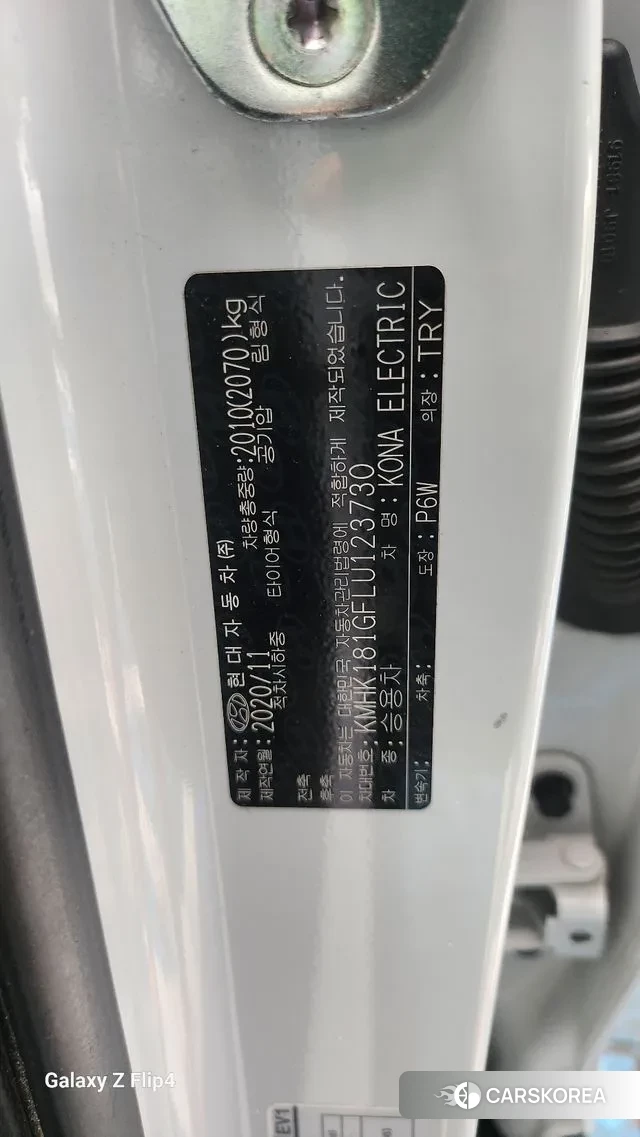 제 작 자 : 현 대 자 동 차 (주)
제작연월: 2020/11 차량총중량: 2010(2070)kg
적차시하중 타이어형식 공기압 림 형 식
전축
후축
이 자동차는 대한민국 자동차관리법령에 적합하게 제작되었습니다.
차대번호: KMHK181GFLU123730
차 종: 승용차 차 명: KONA ELECTRIC
변속기: 차축: 도장: P6W 의장: TRY
EV1
Galaxy Z Flip4
CARSKOREA